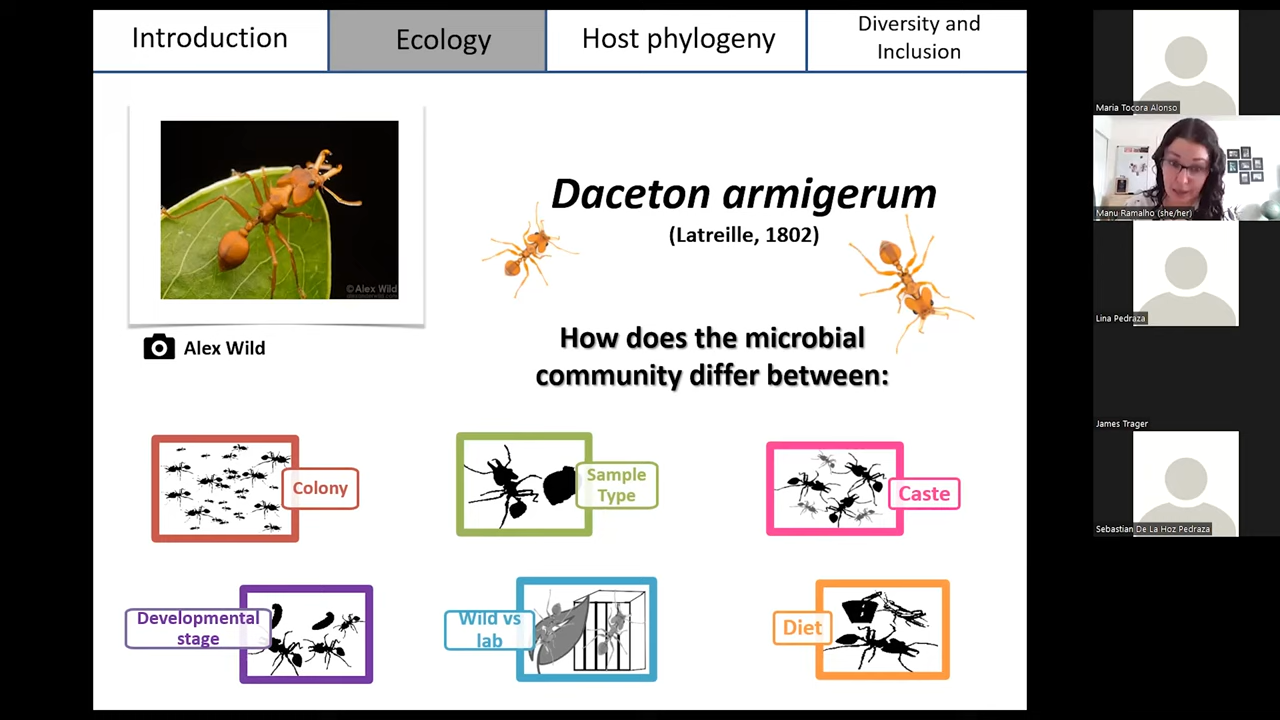 Introduction
Ecology
Host phylogeny
Diversity and
Inclusion
©Alex Wild
Alex Wild
Daceton armigerum
(Latreille, 1802)
How does the microbial
community differ between:
Colony
Sample
Type
Caste
Developmental
stage
Wild vs
lab
Diet
Maria Tocora Alonso
Manu Ramalho (she/her)
Lina Pedraza
James Trager
Sebastian De La Hoz Pedraza